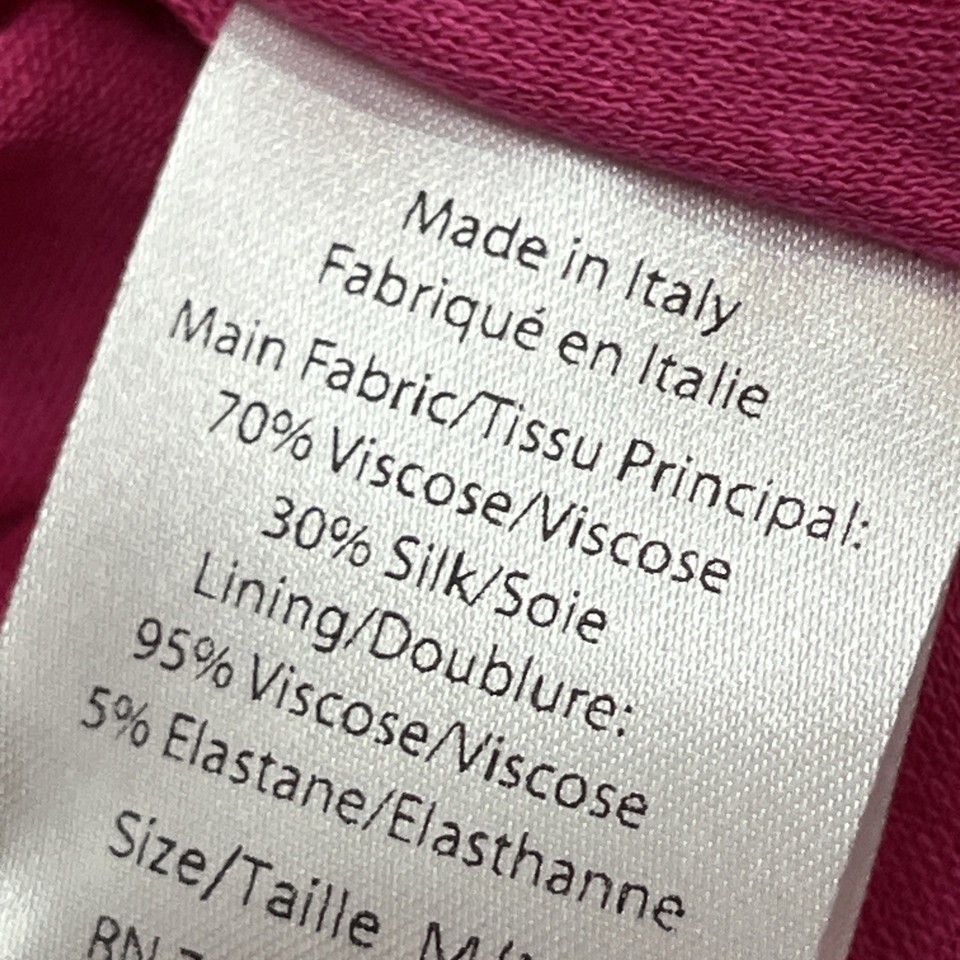 Made in Italy
Fabriqué en Italie
Main Fabric/Tissu Principal:
70% Viscose/Viscose
30% Silk/Soie
Lining/Doublure:
95% Viscose/Viscose
5% Elastane/Elasthanne
Size/Taille
RN